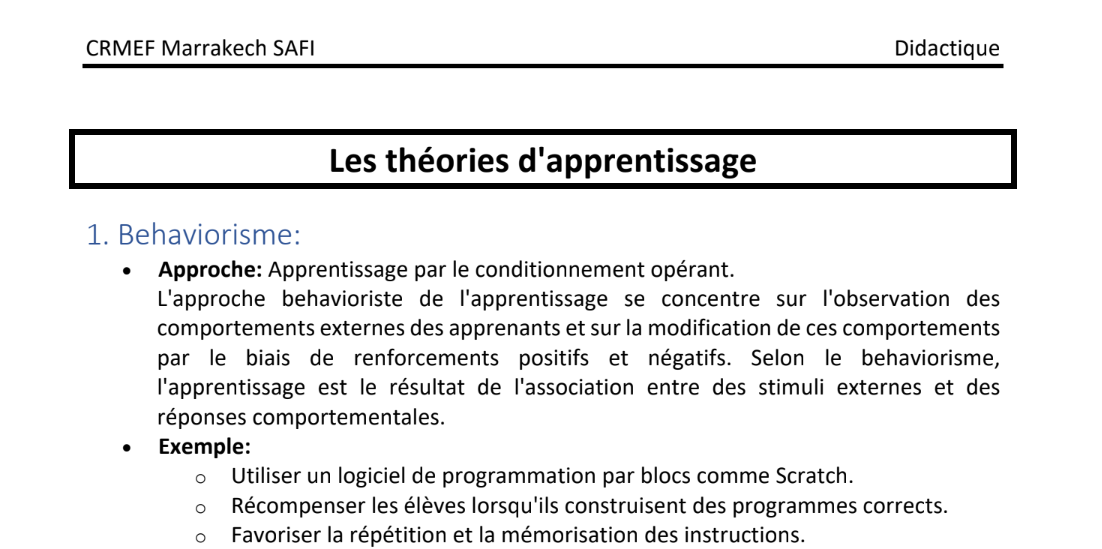 CRMEF Marrakech SAFI Didactique
Les théories d'apprentissage
1. Behaviorisme:
• Approche: Apprentissage par le conditionnement opérant.
L'approche behavioriste de l'apprentissage se concentre sur l'observation des
comportements externes des apprenants et sur la modification de ces comportements
par le biais de renforcements positifs et négatifs. Selon le behaviorisme,
l'apprentissage est le résultat de l'association entre des stimuli externes et des
réponses comportementales.
• Exemple:
o Utiliser un logiciel de programmation par blocs comme Scratch.
o Récompenser les élèves lorsqu'ils construisent des programmes corrects.
o Favoriser la répétition et la mémorisation des instructions.